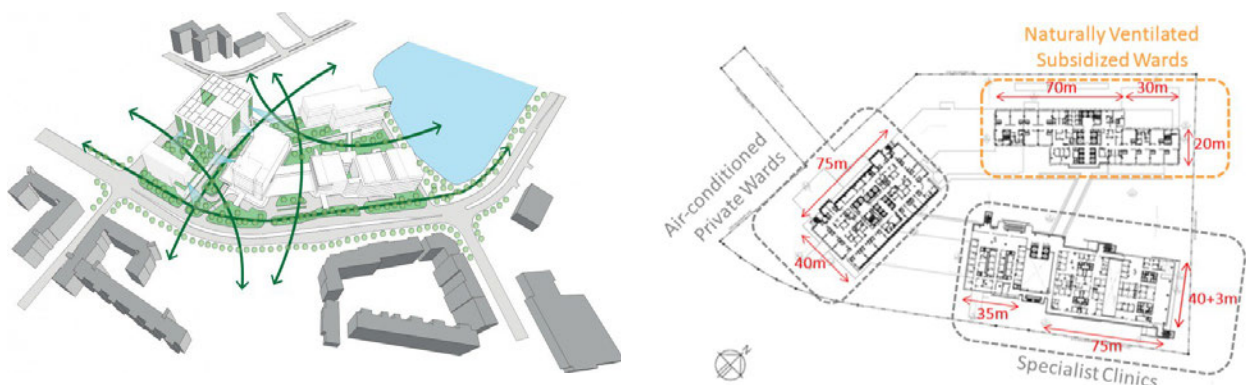 Naturally Ventilated
Subsidized Wards
70m
30m
20m
Air-conditioned
Private Wards
75m
40m
35m
75m
40+3m
Specialist Clinics